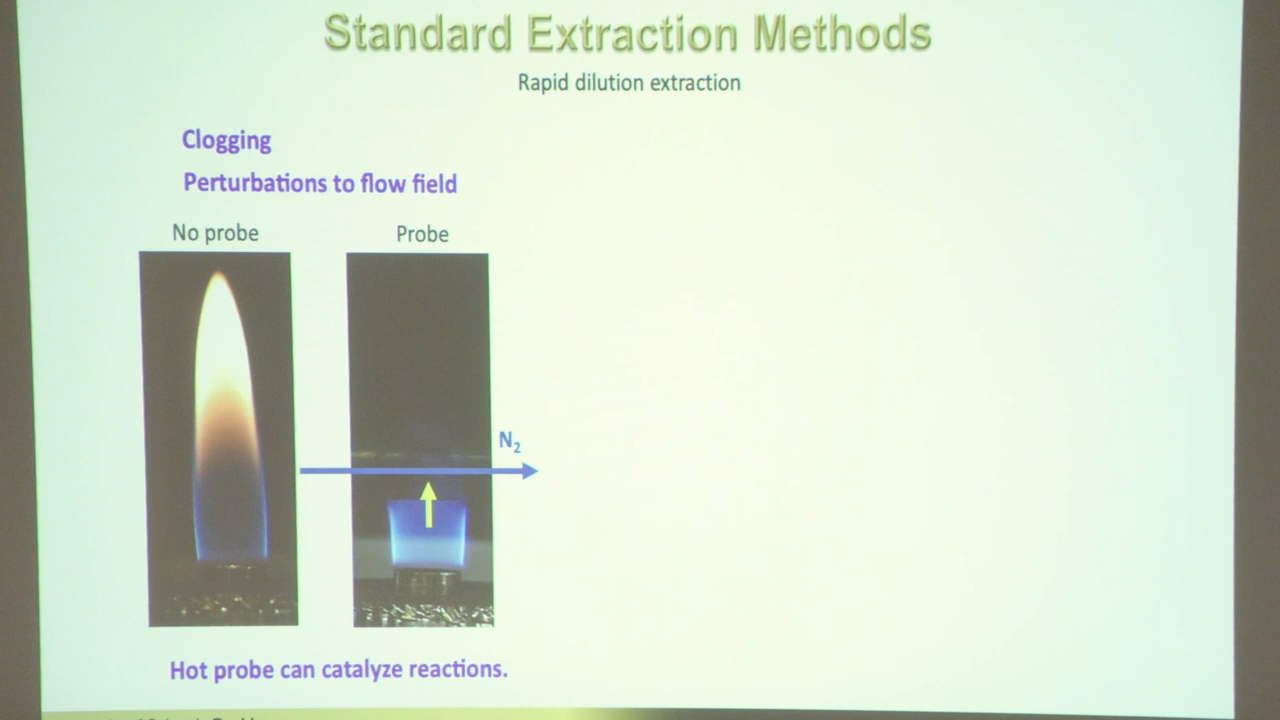 Standard Extraction Methods
Rapid dilution extraction
Clogging
Perturbations to flow field
No probe
Probe
N₂
Hot probe can catalyze reactions.